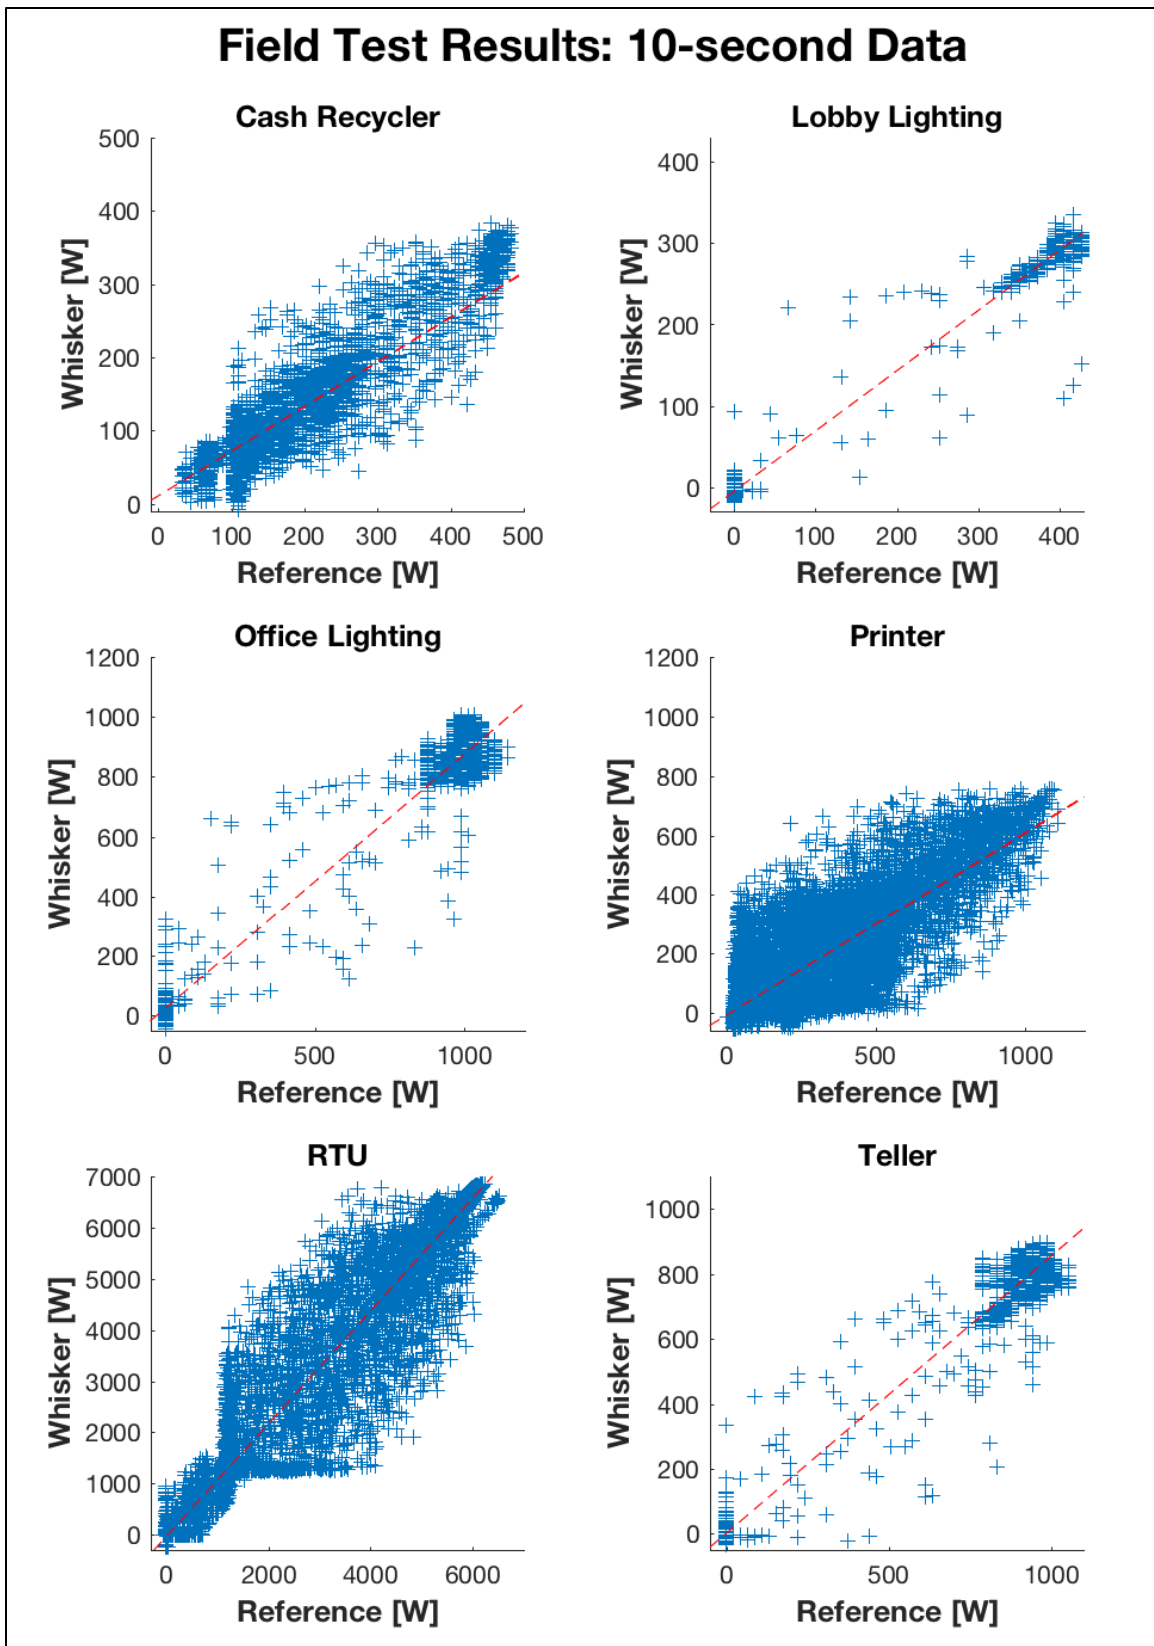 Field Test Results: 10-second Data
Cash Recycler
500
400
300
200
100
0
Whisker [W]
0 100 200 300 400 500
Reference [W]
Lobby Lighting
400
300
200
100
0
Whisker [W]
0 100 200 300 400
Reference [W]
Office Lighting
1200
1000
800
600
400
200
0
Whisker [W]
0 500 1000
Reference [W]
Printer
1200
1000
800
600
400
200
0
Whisker [W]
0 500 1000
Reference [W]
RTU
7000
6000
5000
4000
3000
2000
1000
0
Whisker [W]
0 2000 4000 6000
Reference [W]
Teller
1000
800
600
400
200
0
Whisker [W]
0 500 1000
Reference [W]